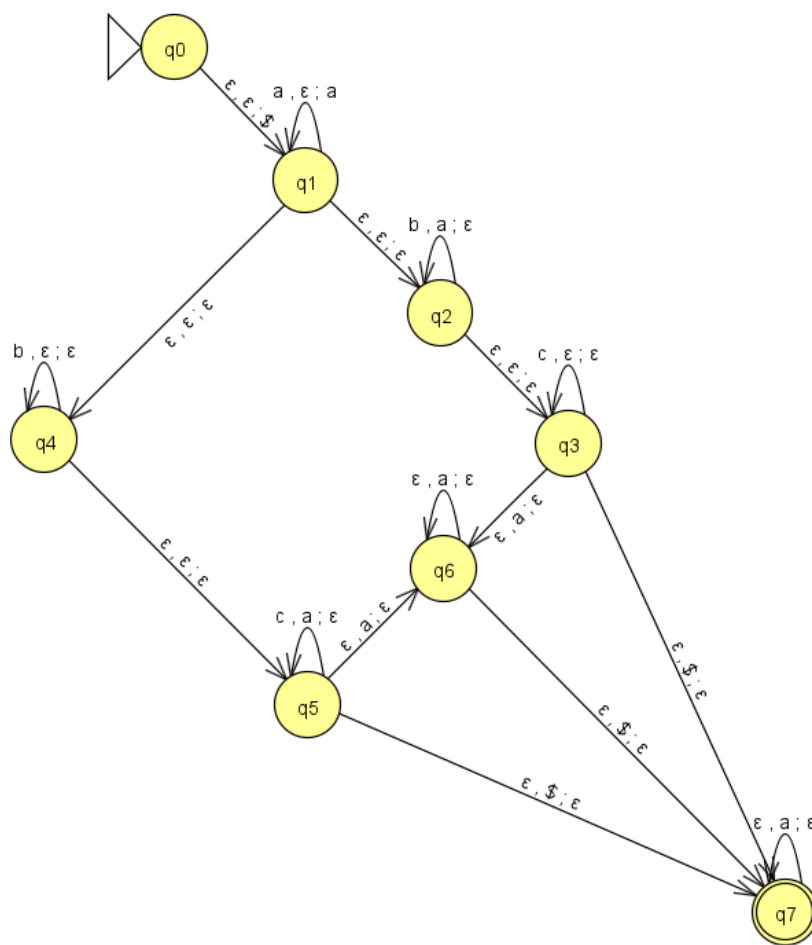 q0
ε , ε ; $
a , ε ; a
q1
ε , ε ; ε
b , a ; ε
q2
ε , ε ; ε
ε , ε ; ε
c , ε ; ε
b , ε ; ε
q4
q3
ε , a ; ε
ε , a ; ε
q6
ε , ε ; ε
c , a ; ε
ε , a ; ε
q5
ε , $ ; ε
ε , $ ; ε
ε , $ ; ε
ε , a ; ε
q7